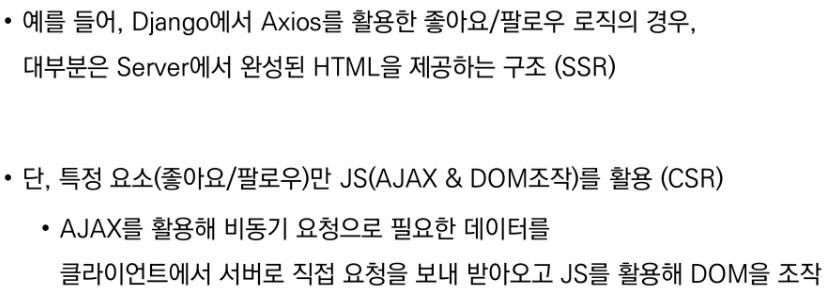 • 예를 들어, Django에서 Axios를 활용한 좋아요/팔로우 로직의 경우,
대부분은 Server에서 완성된 HTML을 제공하는 구조 (SSR)
• 단, 특정 요소(좋아요/팔로우)만 JS(AJAX & DOM조작)를 활용 (CSR)
• AJAX를 활용해 비동기 요청으로 필요한 데이터를
클라이언트에서 서버로 직접 요청을 보내 받아오고 JS를 활용해 DOM을 조작